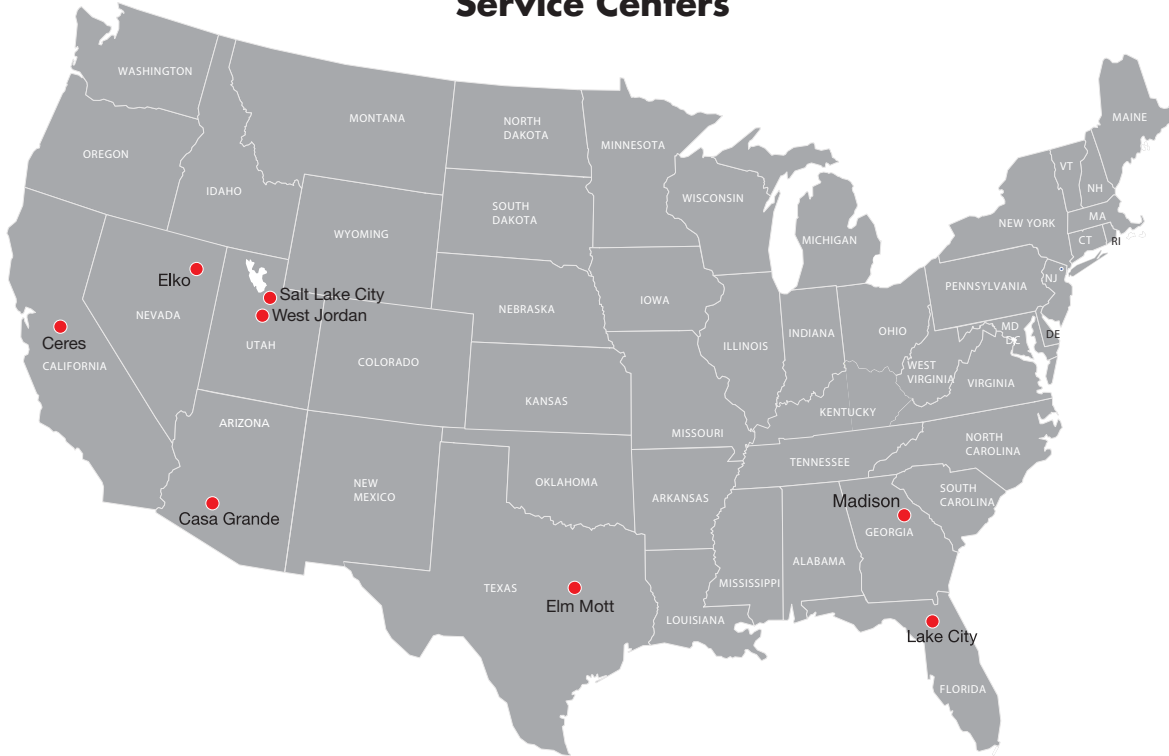 Service Centers
WASHINGTON
MONTANA
NORTH
DAKOTA
MINNESOTA
MAINE
OREGON
IDAHO
SOUTH
DAKOTA
WISCONSIN
VT
NH
WYOMING
MICHIGAN
NEW YORK
MA
CT
RI
Elko
Salt Lake City
West Jordan
NEVADA
UTAH
Ceres
CALIFORNIA
NEBRASKA
IOWA
PENNSYLVANIA
NJ
COLORADO
ILLINOIS
INDIANA
OHIO
MD
DC
DE
WEST
VIRGINIA
VIRGINIA
KANSAS
MISSOURI
KENTUCKY
ARIZONA
NEW
MEXICO
OKLAHOMA
ARKANSAS
TENNESSEE
NORTH
CAROLINA
SOUTH
CAROLINA
Casa Grande
Madison
GEORGIA
TEXAS
Elm Mott
MISSISSIPPI
ALABAMA
LOUISIANA
Lake City
FLORIDA